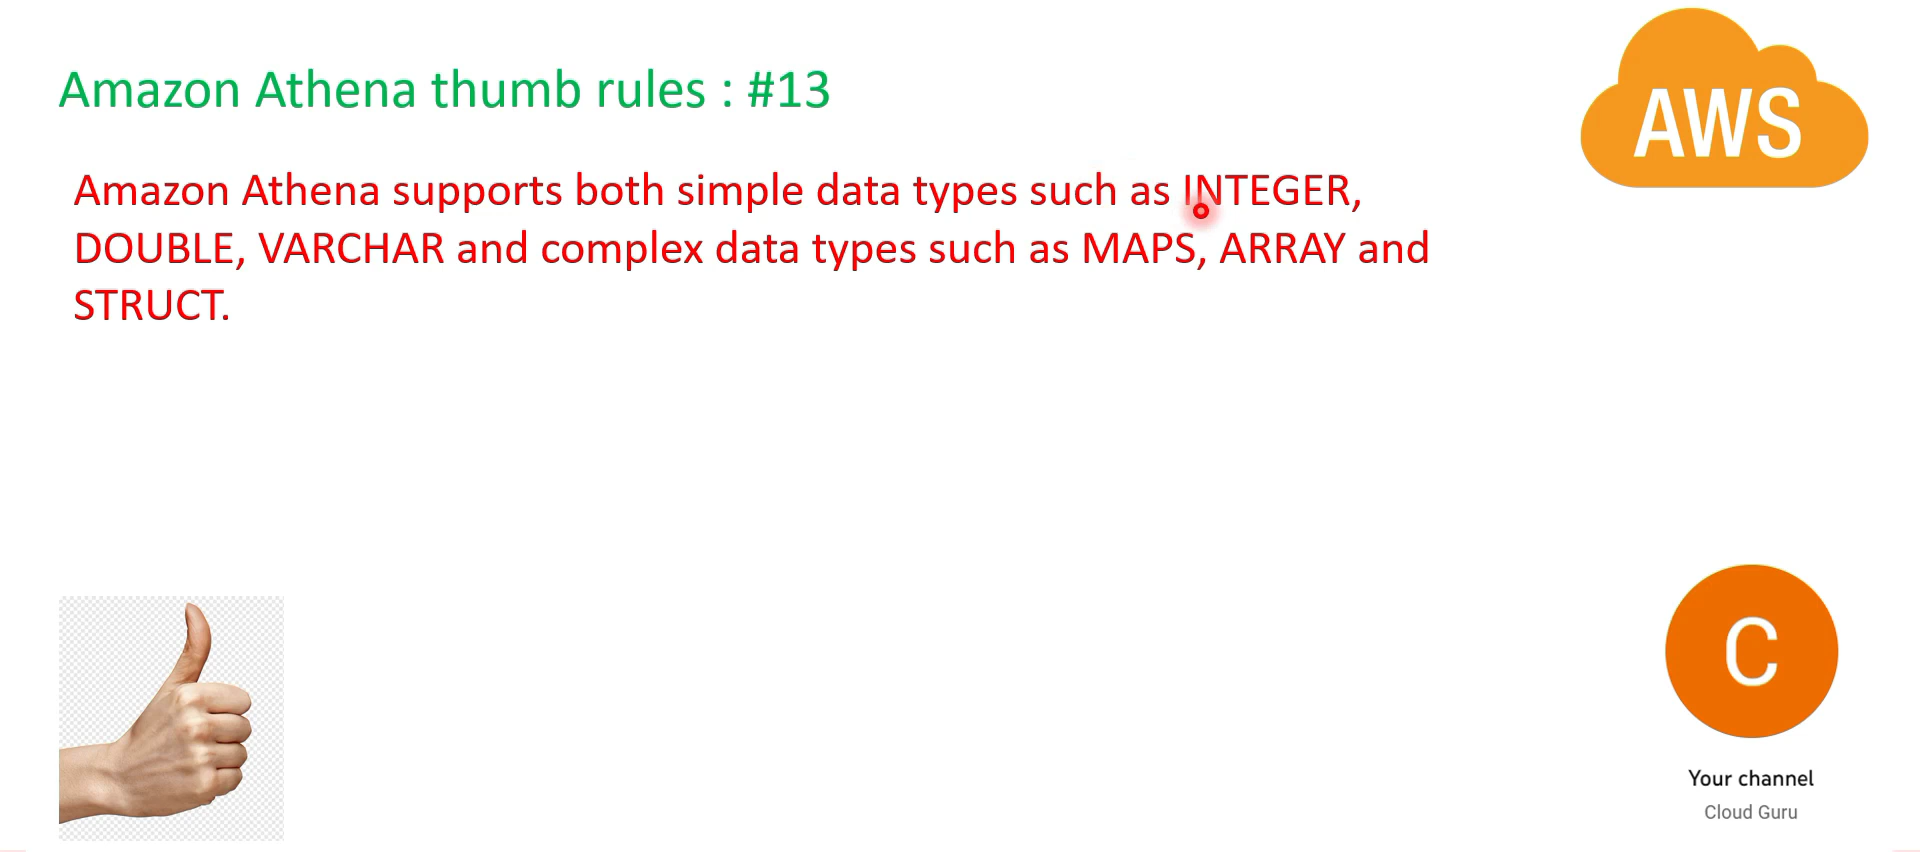 Amazon Athena thumb rules : #13
AWS
Amazon Athena supports both simple data types such as INTEGER,
DOUBLE, VARCHAR and complex data types such as MAPS, ARRAY and
STRUCT.
C
Your channel
Cloud Guru